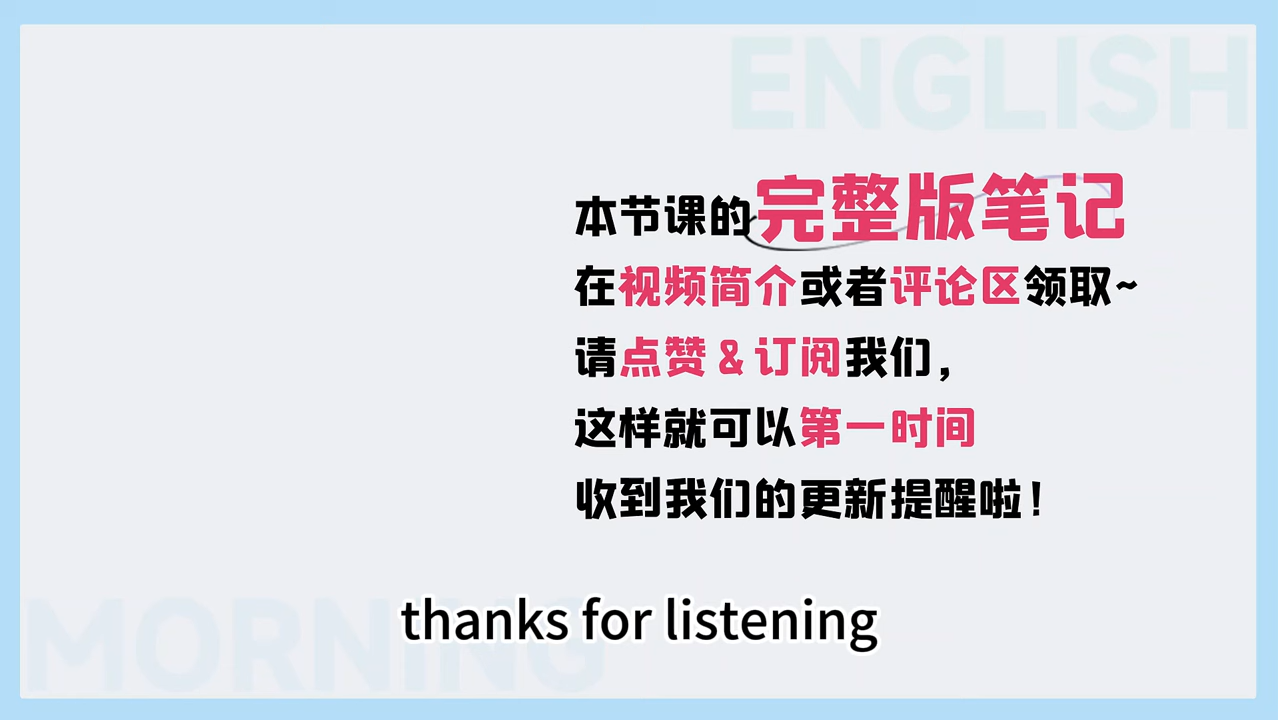 ENGLISH
本节课的完整版笔记
在视频简介或者评论区领取~
请点赞&订阅我们，
这样就可以第一时间
收到我们的更新提醒啦！
thanks for listening
MORNING